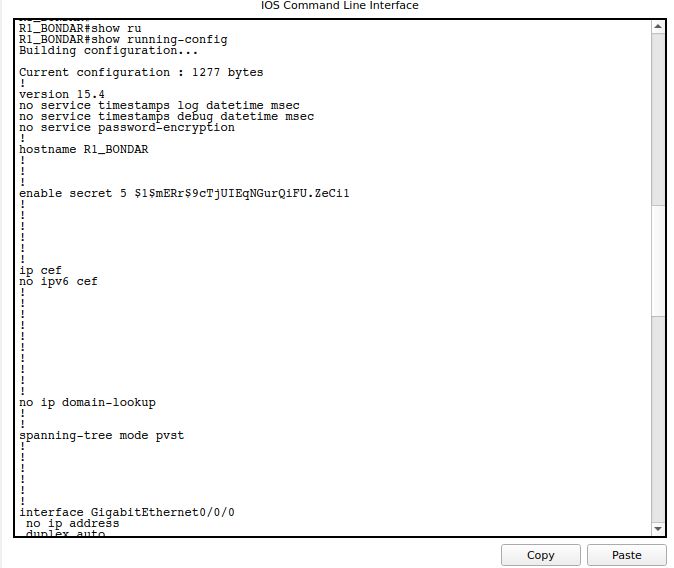 IOS Command Line Interface
R1_BONDAR#
R1_BONDAR#show ru
R1_BONDAR#show running-config
Building configuration...
Current configuration : 1277 bytes
!
version 15.4
no service timestamps log datetime msec
no service timestamps debug datetime msec
no service password-encryption
!
hostname R1_BONDAR
!
!
!
enable secret 5 $1$mERr$9cTjUIEqNGurQiFU.ZeCi1
!
!
!
!
!
!
ip cef
no ipv6 cef
!
!
!
!
!
!
!
!
!
!
no ip domain-lookup
!
!
spanning-tree mode pvst
!
!
!
!
!
!
interface GigabitEthernet0/0/0
no ip address
duplex auto
Copy
Paste